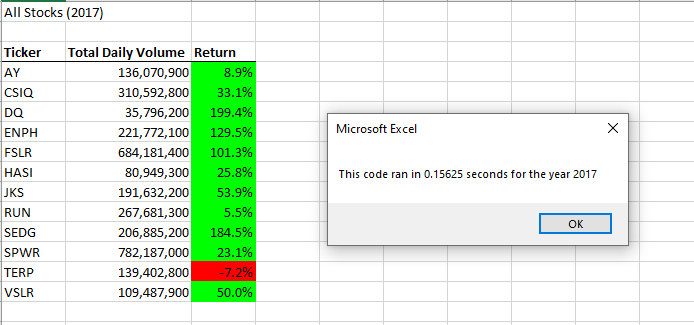 All Stocks (2017)
Ticker Total Daily Volume Return
AY 136,070,900 8.9%
CSIQ 310,592,800 33.1%
DQ 35,796,200 199.4%
ENPH 221,772,100 129.5%
FSLR 684,181,400 101.3%
HASI 80,949,300 25.8%
JKS 191,632,200 53.9%
RUN 267,681,300 5.5%
SEDG 206,885,200 184.5%
SPWR 782,187,000 23.1%
TERP 139,402,800 -7.2%
VSLR 109,487,900 50.0%
Microsoft Excel
This code ran in 0.15625 seconds for the year 2017
OK